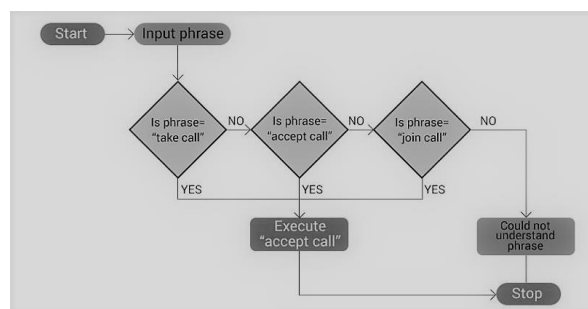 Start
Input phrase
Is phrase=
“take call”
NO
Is phrase=
“accept call”
NO
Is phrase=
“join call”
NO
YES
YES
YES
Execute
“accept call”
Could not
understand
phrase
Stop